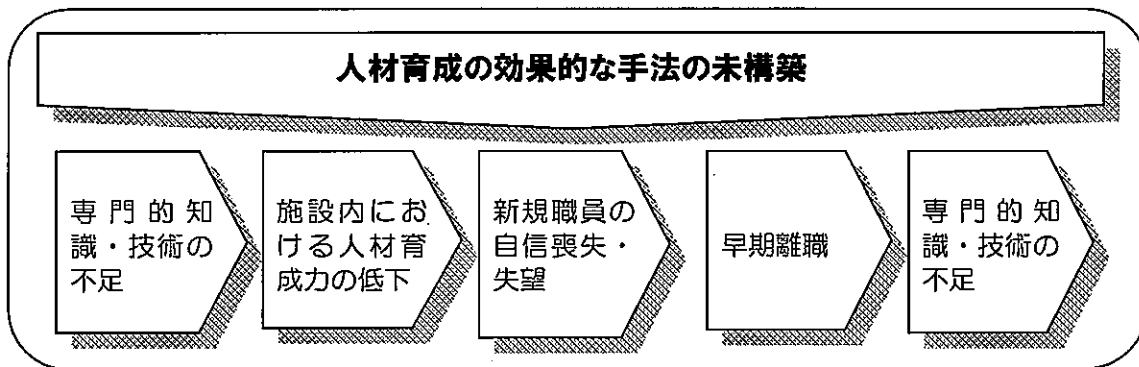 人材育成の効果的な手法の未構築
専門的知
識・技術の
不足
施設内にお
ける人材育
成力の低下
新規職員の
自信喪失・
失望
早期離職
専門的知
識・技術の
不足